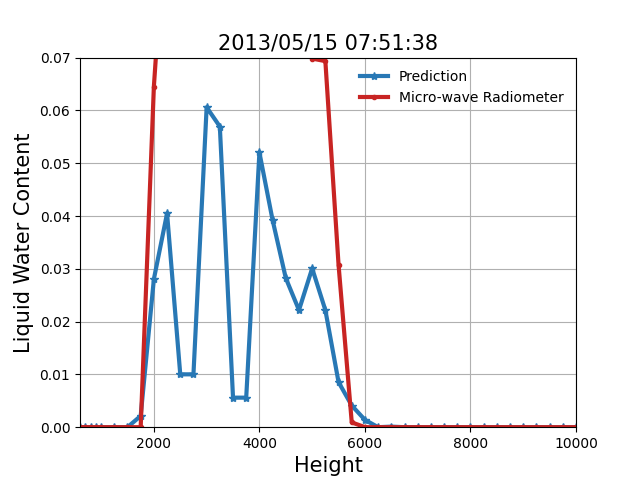 2013/05/15 07:51:38
Prediction
Micro-wave Radiometer
Liquid Water Content
0.07
0.06
0.05
0.04
0.03
0.02
0.01
0.00
2000 4000 6000 8000 10000
Height